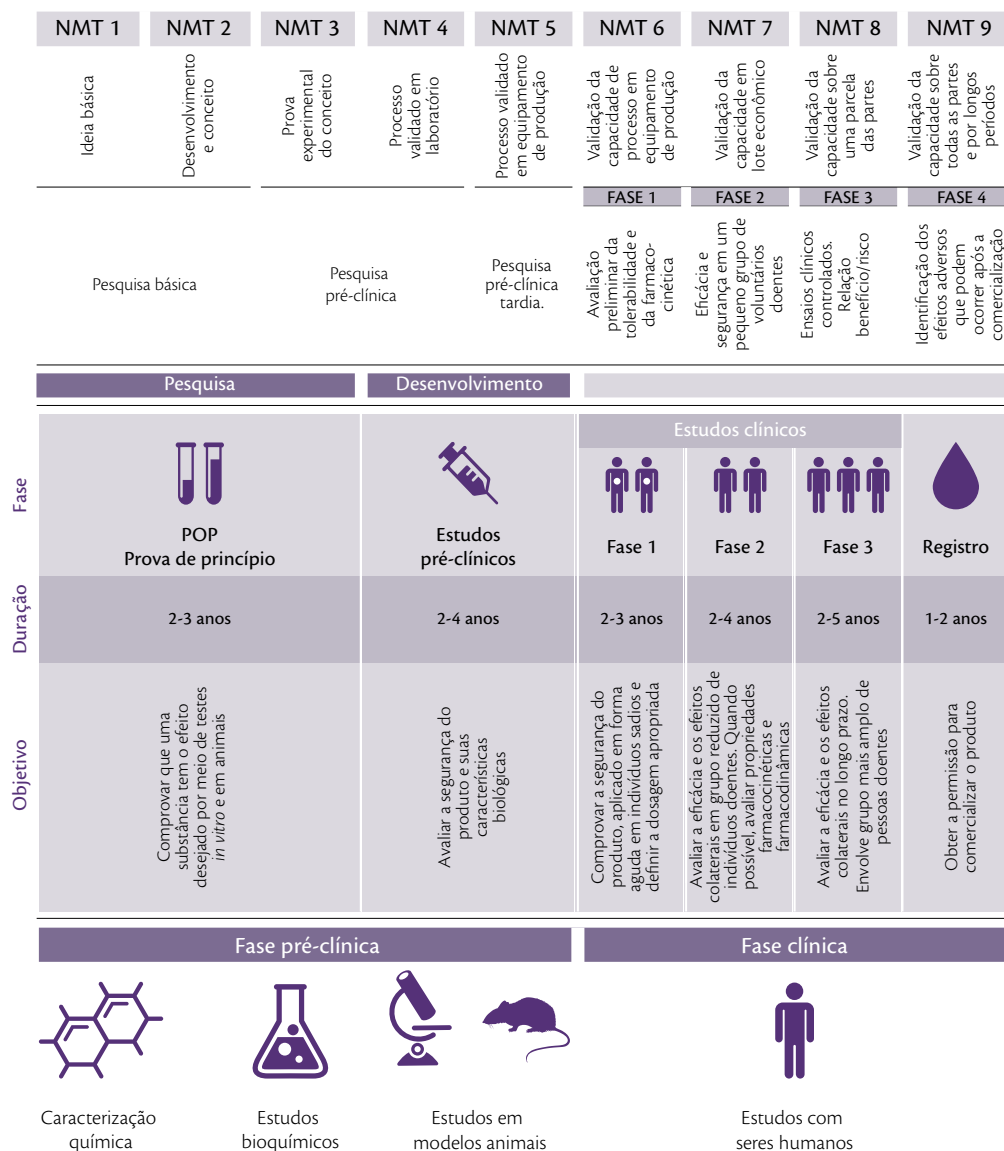 NMT 1
NMT 2
NMT 3
NMT 4
NMT 5
NMT 6
NMT 7
NMT 8
NMT 9
Ideia básica
Desenvolvimento
e conceito
Prova
experimental
do conceito
Processo
validado em
laboratório
Processo validado
em equipamento
de produção
Validação da
capacidade de
processo em
equipamento
de produção
Validação da
capacidade em
lote econômico
Validação da
capacidade sobre
uma parcela
das partes
Validação da
capacidade sobre
todas as partes
e por longos
períodos
FASE 1
FASE 2
FASE 3
FASE 4
Pesquisa básica
Pesquisa
pré-clínica
Pesquisa
pré-clínica
tardia.
Avaliação
preliminar da
tolerabilidade e
da farmaco-
cinética
Eficácia e
segurança em um
pequeno grupo de
voluntários
doentes
Ensaios clínicos
controlados.
Relação
benefício/risco
Identificação dos
efeitos adversos
que podem
ocorrer após a
comercialização
Pesquisa
Desenvolvimento
Fase
Estudos clínicos
POP
Prova de princípio
Estudos
pré-clínicos
Fase 1
Fase 2
Fase 3
Registro
Duração
2-3 anos
2-4 anos
2-3 anos
2-4 anos
2-5 anos
1-2 anos
Objetivo
Comprovar que uma
substância tem o efeito
desejado por meio de testes
in vitro e em animais
Avaliar a segurança do
produto e suas
características
biológicas
Comprovar a segurança do
produto, aplicado em forma
aguda em indivíduos sadios e
definir a dosagem apropriada
Avaliar a eficácia e os efeitos
colaterais em grupo reduzido de
indivíduos doentes. Quando
possível, avaliar propriedades
farmacocinéticas e
farmacodinâmicas
Avaliar a eficácia e os efeitos
colaterais no longo prazo.
Envolve grupo mais amplo de
pessoas doentes
Obter a permissão para
comercializar o produto
Fase pré-clínica
Fase clínica
Caracterização
química
Estudos
bioquímicos
Estudos em
modelos animais
Estudos com
seres humanos